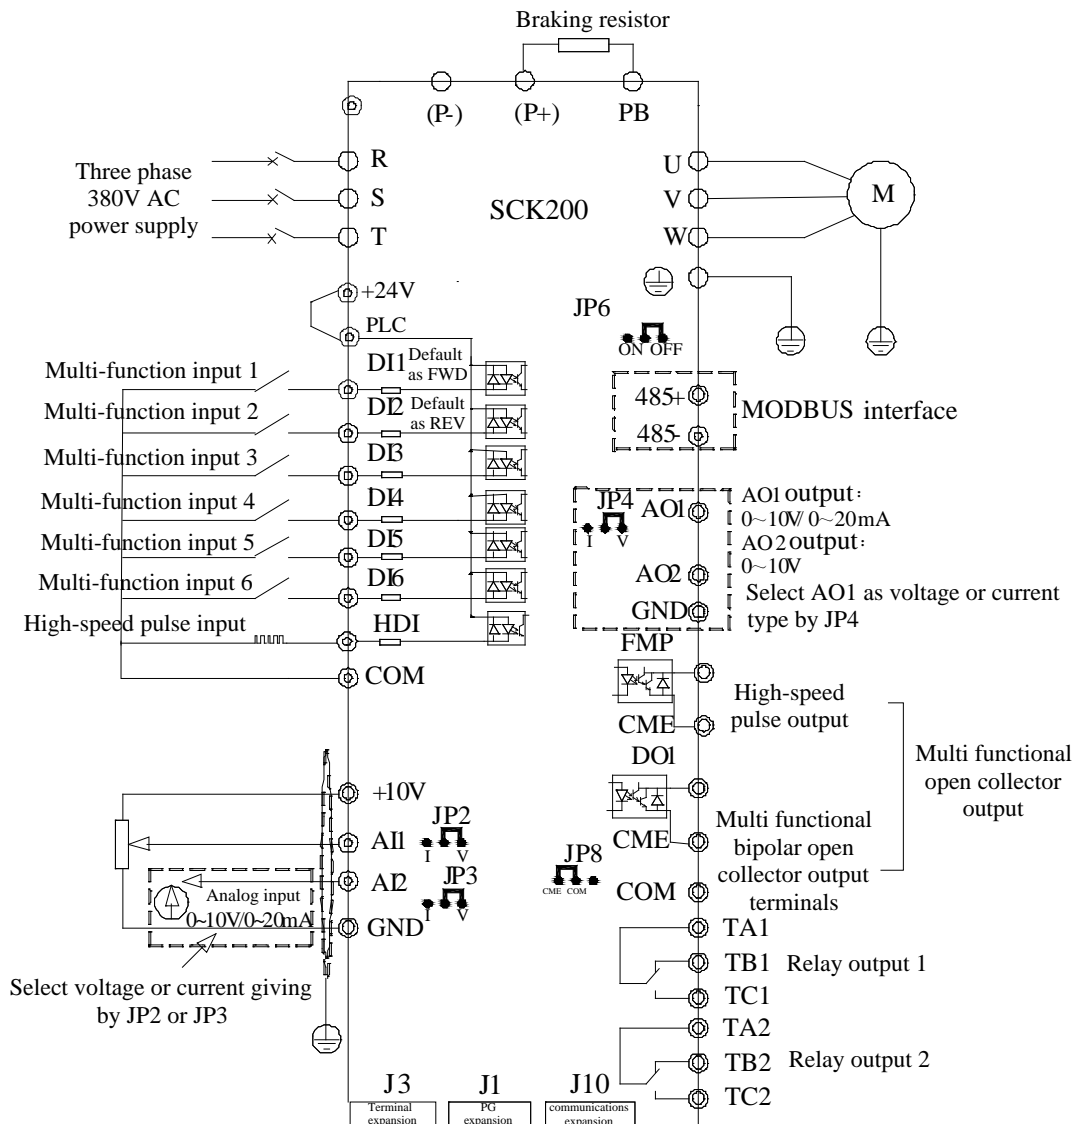 Braking resistor
(P-)
(P+)
PB
Three phase
380V AC
power supply
R
S
T
SCK200
U
V
W
M
+24V
PLC
JP6
ON OFF
Multi-function input 1
DI1
Default
as FWD
Multi-function input 2
DI2
Default
as REV
Multi-function input 3
DI3
Multi-function input 4
DI4
Multi-function input 5
DI5
Multi-function input 6
DI6
High-speed pulse input
HDI
COM
485+
485-
MODBUS interface
JP4
I V
AO1
AO2
GND
AO1 output:
0~10V/ 0~20mA
AO2 output:
0~10V
Select AO1 as voltage or current
type by JP4
FMP
CME
High-speed
pulse output
DO1
CME
Multi functional
bipolar open
collector output
terminals
Multi functional
open collector
output
JP8
CME COM
COM
+10V
AI1
JP2
I V
AI2
JP3
I V
GND
Analog input
0~10V/0~20mA
Select voltage or current giving
by JP2 or JP3
TA1
TB1
TC1
Relay output 1
TA2
TB2
TC2
Relay output 2
J3
Terminal
expansion
J1
PG
expansion
J10
communications
expansion